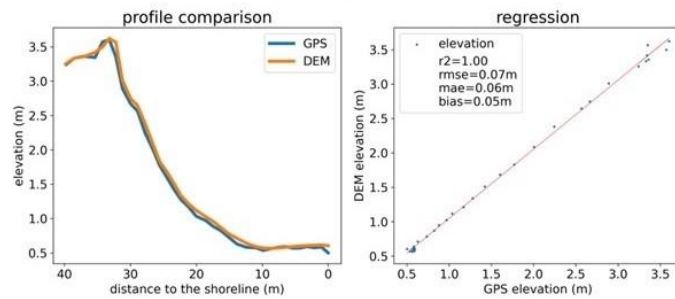 profile comparison
3.5
3.0
2.5
2.0
1.5
1.0
0.5
elevation (m)
GPS
DEM
40
30
20
10
0
distance to the shoreline (m)
regression
3.5
3.0
2.5
2.0
1.5
1.0
0.5
DEM elevation (m)
elevation
r2=1.00
rmse=0.07m
mae=0.06m
bias=0.05m
0.5
1.0
1.5
2.0
2.5
3.0
3.5
GPS elevation (m)